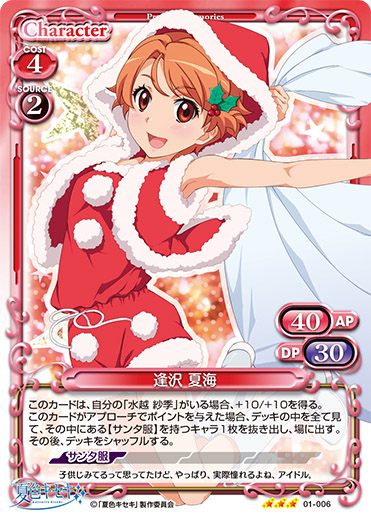 Precious Memories
Character
COST
4
SOURCE
2
40 AP
DP 30
逢沢 夏海
このカードは、自分の「水越 紗季」がいる場合、+10/+10を得る。
このカードがアプローチでポイントを与えた場合、デッキの中を全て見
て、その中にある【サンタ服】を持つキャラ1枚を抜き出し、場に出す。
その後、デッキをシャッフルする。
サンタ服
子供じみてるって思ってたけど、やっぱり、実際憧れるよね、アイドル。
夏色キセキ
©「夏色キセキ」製作委員会
01-006